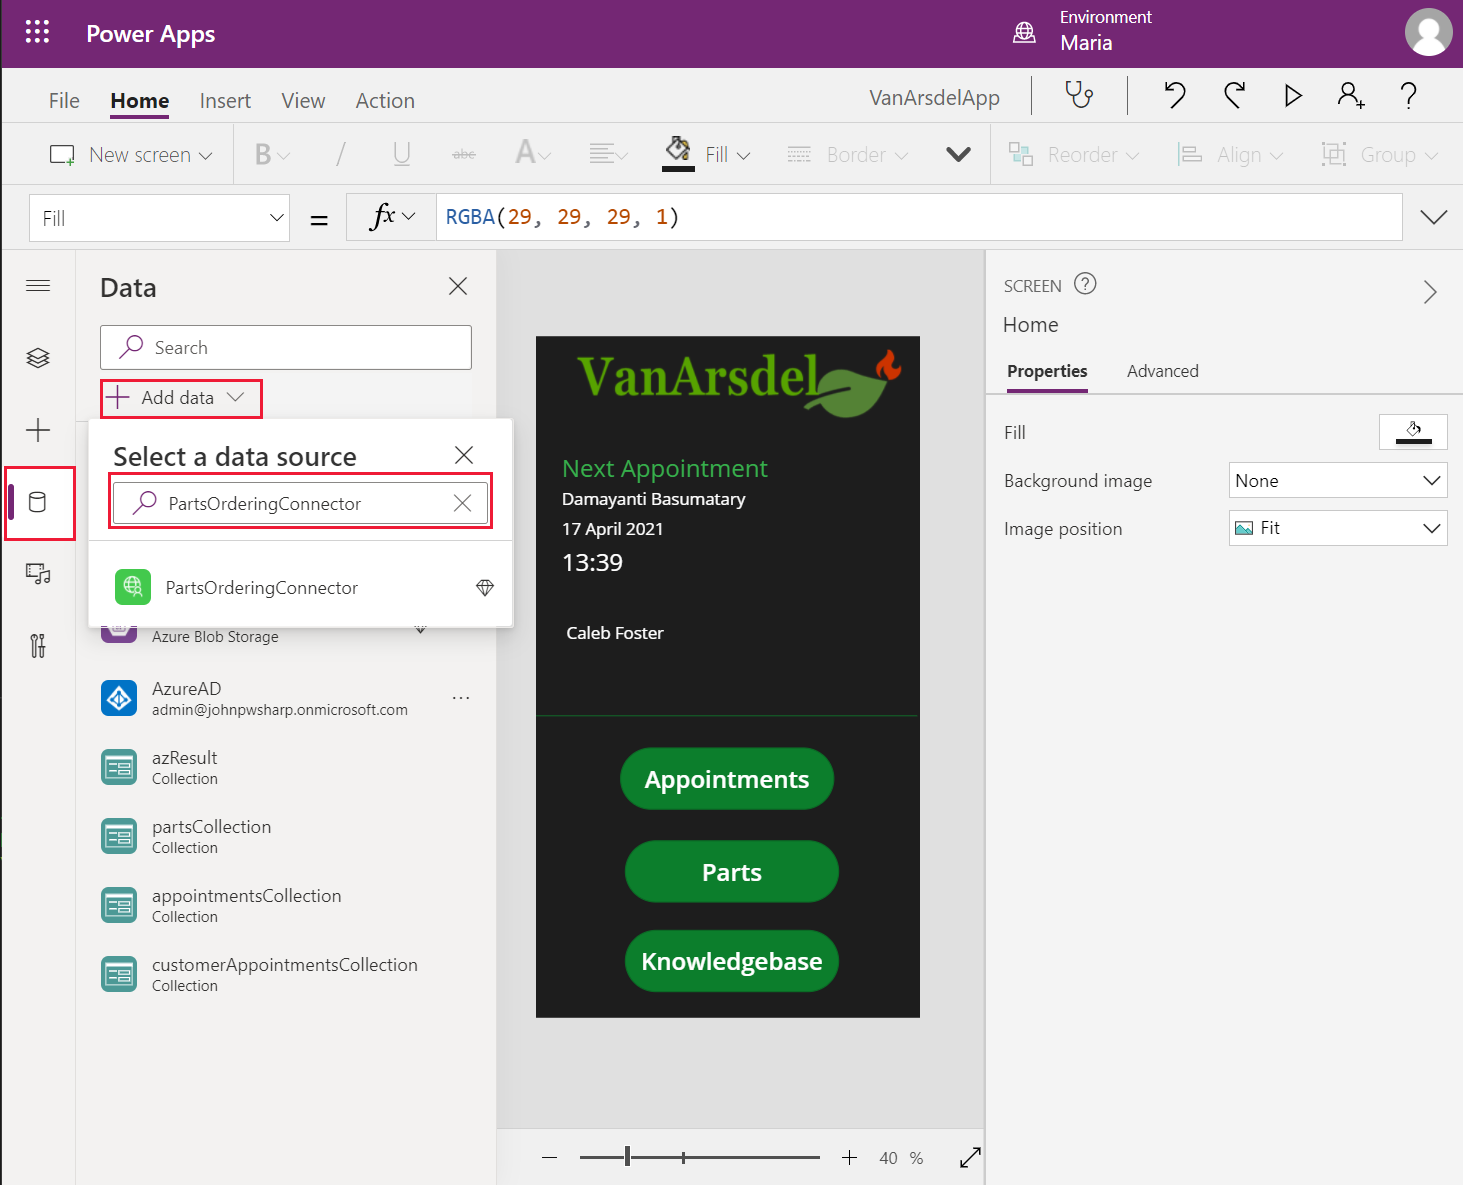 Power Apps
Environment
Maria
File Home Insert View Action
VanArsdelApp
New screen B / U abc A Fill Border Reorder Align Group
Fill = fx RGBA(29, 29, 29, 1)
Data
Search
Add data
Select a data source
PartsOrderingConnector
PartsOrderingConnector
Azure Blob Storage
AzureAD
admin@johnpwsharp.onmicrosoft.com
azResult
Collection
partsCollection
Collection
appointmentsCollection
Collection
customerAppointmentsCollection
Collection
VanArsdel
Next Appointment
Damayanti Basumatary
17 April 2021
13:39
Caleb Foster
Appointments
Parts
Knowledgebase
40 %
SCREEN ?
Home
Properties Advanced
Fill
Background image None
Image position Fit